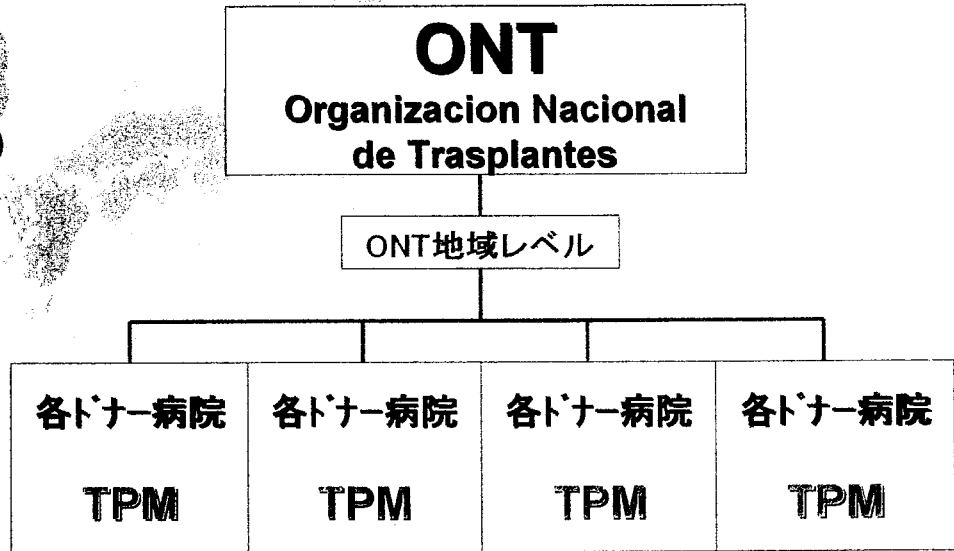 ONT
Organizacion Nacional
de Trasplantes
ONT地域レベル
各ドナー病院 各ドナー病院 各ドナー病院 各ドナー病院
TPM TPM TPM TPM